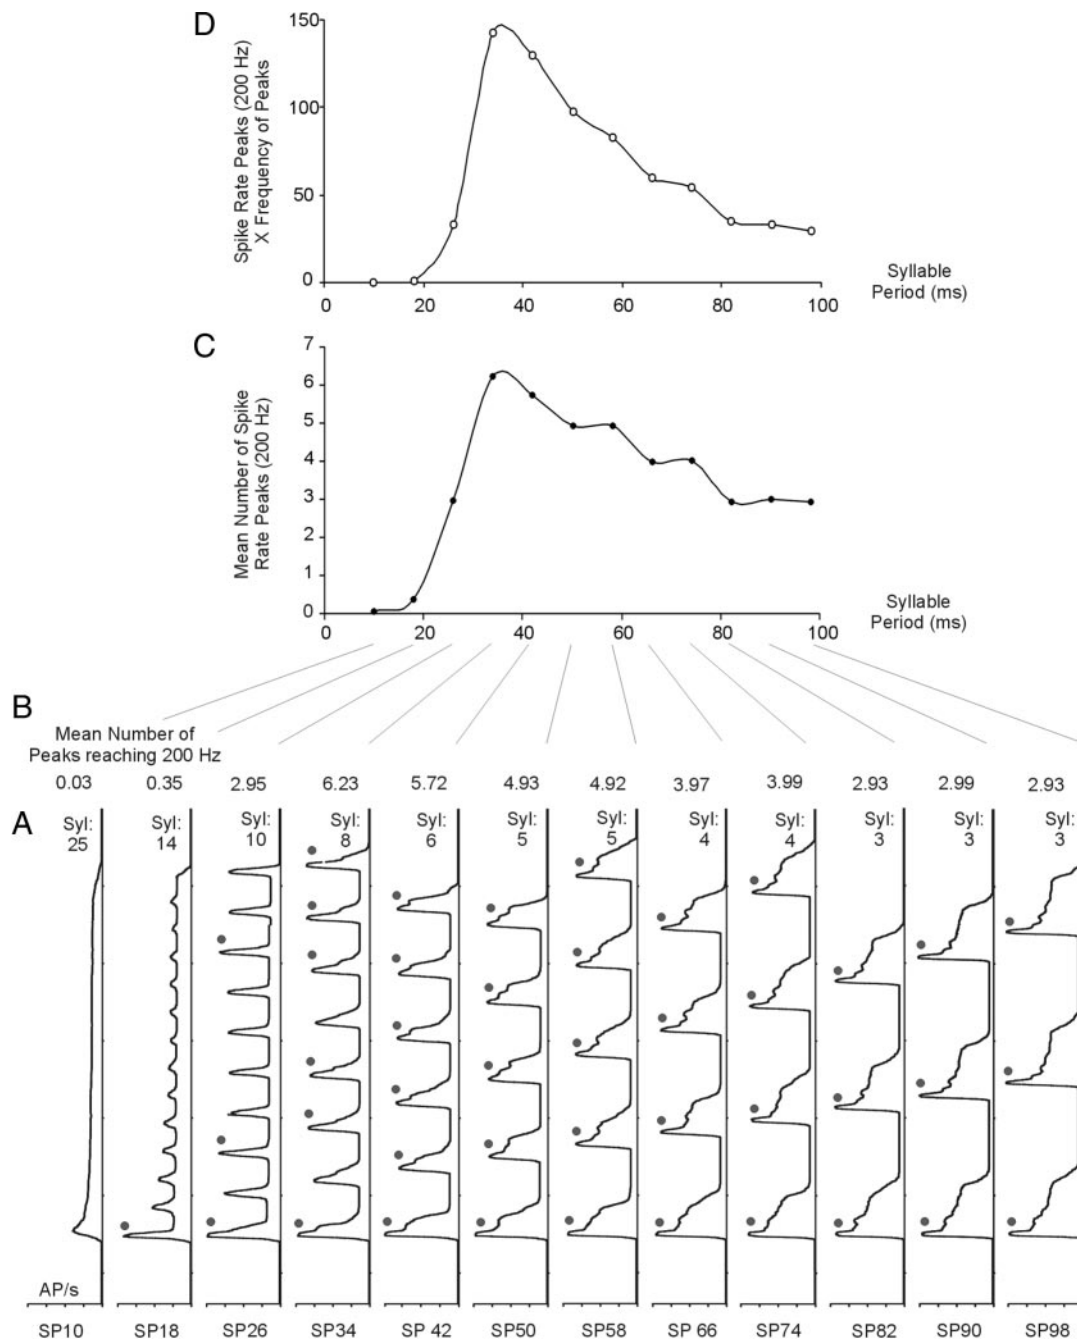 D
Spike Rate Peaks (200 Hz)
X Frequency of Peaks
150
100
50
0
0 20 40 60 80 100
Syllable
Period (ms)
C
Mean Number of Spike
Rate Peaks (200 Hz)
7
6
5
4
3
2
1
0
0 20 40 60 80 100
Syllable
Period (ms)
B
Mean Number of
Peaks reaching 200 Hz
0.03 0.35 2.95 6.23 5.72 4.93 4.92 3.97 3.99 2.93 2.99 2.93
A
Syl: Syl: Syl: Syl: Syl: Syl: Syl: Syl: Syl: Syl: Syl: Syl:
25 14 10 8 6 5 5 4 4 3 3 3
AP/s
SP10 SP18 SP26 SP34 SP 42 SP50 SP58 SP 66 SP74 SP82 SP90 SP98